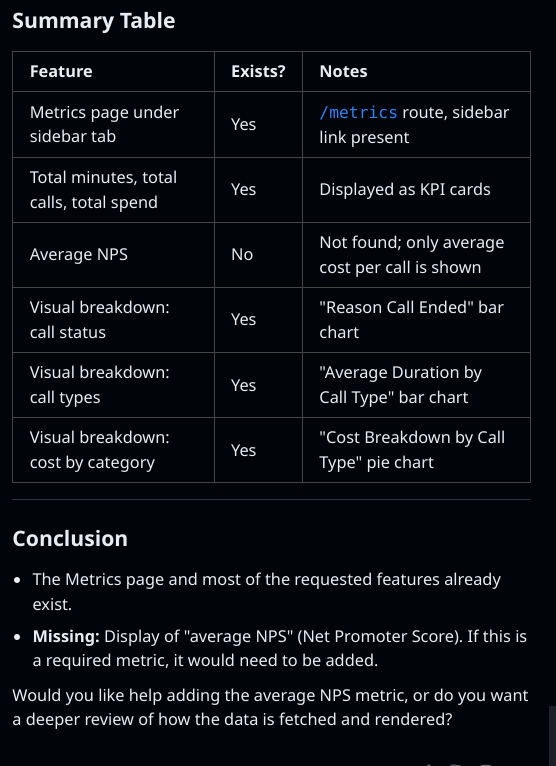 Summary Table
Feature
Exists?
Notes
Metrics page under
sidebar tab
Yes
/metrics route, sidebar
link present
Total minutes, total
calls, total spend
Yes
Displayed as KPI cards
Average NPS
No
Not found; only average
cost per call is shown
Visual breakdown:
call status
Yes
"Reason Call Ended" bar
chart
Visual breakdown:
call types
Yes
"Average Duration by
Call Type" bar chart
Visual breakdown:
cost by category
Yes
"Cost Breakdown by Call
Type" pie chart
Conclusion
• The Metrics page and most of the requested features already
exist.
• Missing: Display of "average NPS" (Net Promoter Score). If this is
a required metric, it would need to be added.
Would you like help adding the average NPS metric, or do you want
a deeper review of how the data is fetched and rendered?